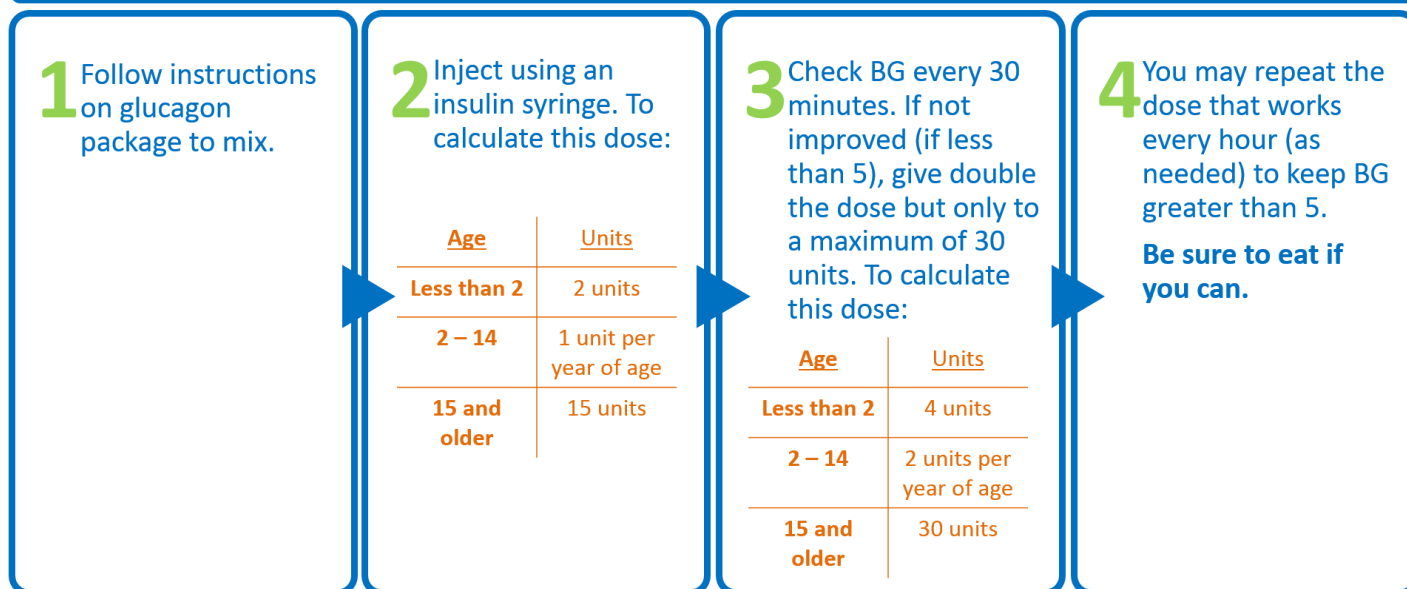 1 Follow instructions
on glucagon
package to mix.
2 Inject using an
insulin syringe. To
calculate this dose:
Age Units
Less than 2 2 units
2 – 14 1 unit per
year of age
15 and 15 units
older
3 Check BG every 30
minutes. If not
improved (if less
than 5), give double
the dose but only to
a maximum of 30
units. To calculate
this dose:
Age Units
Less than 2 4 units
2 – 14 2 units per
year of age
15 and 30 units
older
4 You may repeat the
dose that works
every hour (as
needed) to keep BG
greater than 5.
Be sure to eat if
you can.